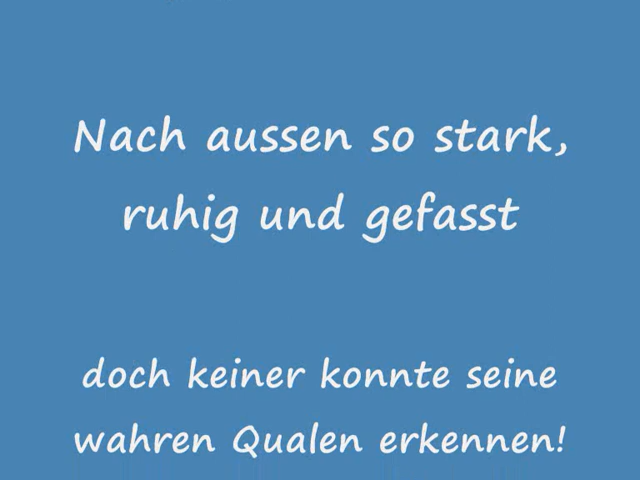 Nach aussen so stark,
ruhig und gefasst
doch keiner konnte seine
wahren Qualen erkennen!